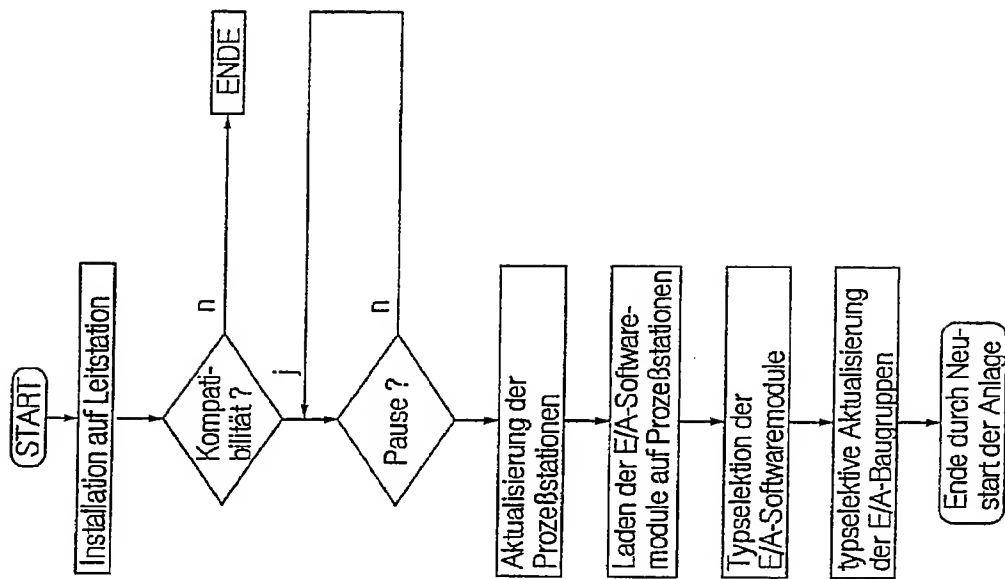 START
Installation auf Leitstation
Kompati-
bilität ?
n
ENDE
j
Pause ?
n
Aktualisierung der
Prozeßstationen
Laden der E/A-Software-
module auf Prozeßstationen
Typselektion der
E/A-Softwaremodule
typselektive Aktualisierung
der E/A-Baugruppen
Ende durch Neu-
start der Anlage